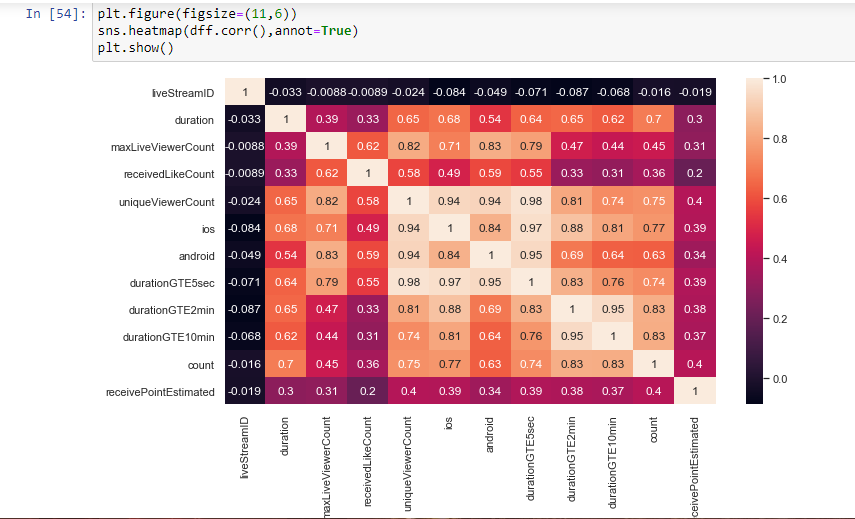 In [54]: plt.figure(figsize=(11,6))
sns.heatmap(dff.corr(),annot=True)
plt.show()
liveStreamID 1 -0.033 -0.0088 -0.0089 -0.024 -0.084 -0.049 -0.071 -0.087 -0.068 -0.016 -0.019
duration -0.033 1 0.39 0.33 0.65 0.68 0.54 0.64 0.65 0.62 0.7 0.3
maxLiveViewerCount -0.0088 0.39 1 0.62 0.82 0.71 0.83 0.79 0.47 0.44 0.45 0.31
receivedLikeCount -0.0089 0.33 0.62 1 0.58 0.49 0.59 0.55 0.33 0.31 0.36 0.2
uniqueViewerCount -0.024 0.65 0.82 0.58 1 0.94 0.94 0.98 0.81 0.74 0.75 0.4
ios -0.084 0.68 0.71 0.49 0.94 1 0.84 0.97 0.88 0.81 0.77 0.39
android -0.049 0.54 0.83 0.59 0.94 0.84 1 0.95 0.69 0.64 0.63 0.34
durationGTE5sec -0.071 0.64 0.79 0.55 0.98 0.97 0.95 1 0.83 0.76 0.74 0.39
durationGTE2min -0.087 0.65 0.47 0.33 0.81 0.88 0.69 0.83 1 0.95 0.83 0.38
durationGTE10min -0.068 0.62 0.44 0.31 0.74 0.81 0.64 0.76 0.95 1 0.83 0.37
count -0.016 0.7 0.45 0.36 0.75 0.77 0.63 0.74 0.83 0.83 1 0.4
receivePointEstimated -0.019 0.3 0.31 0.2 0.4 0.39 0.34 0.39 0.38 0.37 0.4 1
liveStreamID
duration
maxLiveViewerCount
receivedLikeCount
uniqueViewerCount
ios
android
durationGTE5sec
durationGTE2min
durationGTE10min
count
ceivePointEstimated
1.0
0.8
0.6
0.4
0.2
0.0